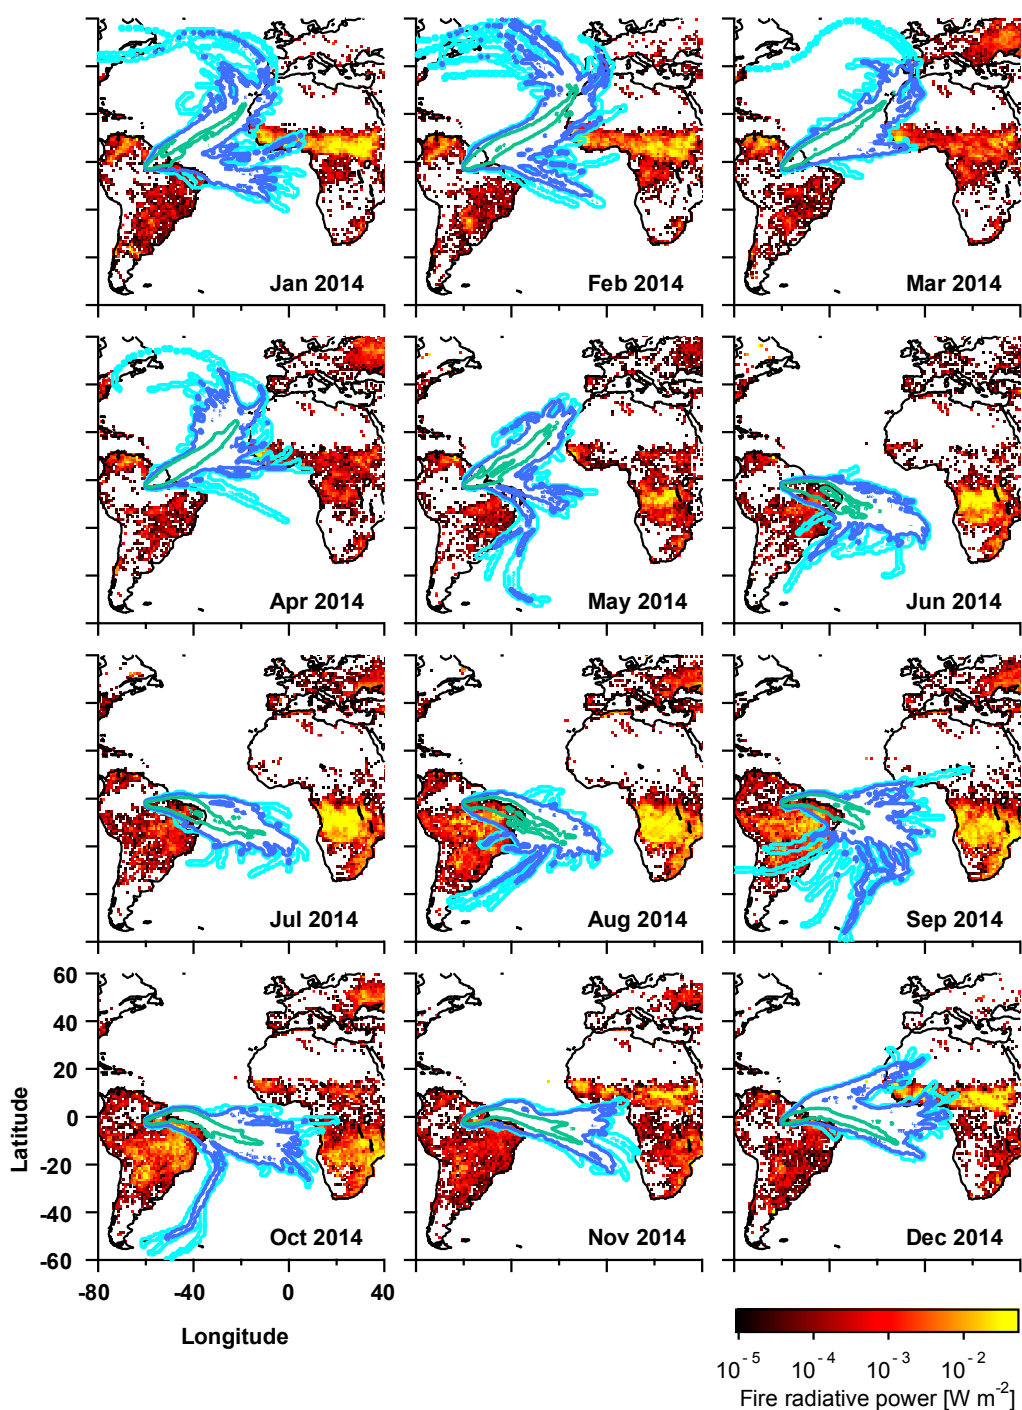 Jan 2014
Feb 2014
Mar 2014
Apr 2014
May 2014
Jun 2014
Jul 2014
Aug 2014
Sep 2014
60
40
20
0
-20
-40
-60
Latitude
Oct 2014
Nov 2014
Dec 2014
-80 -40 0 40
Longitude
10^-5 10^-4 10^-3 10^-2
Fire radiative power [W m^-2]